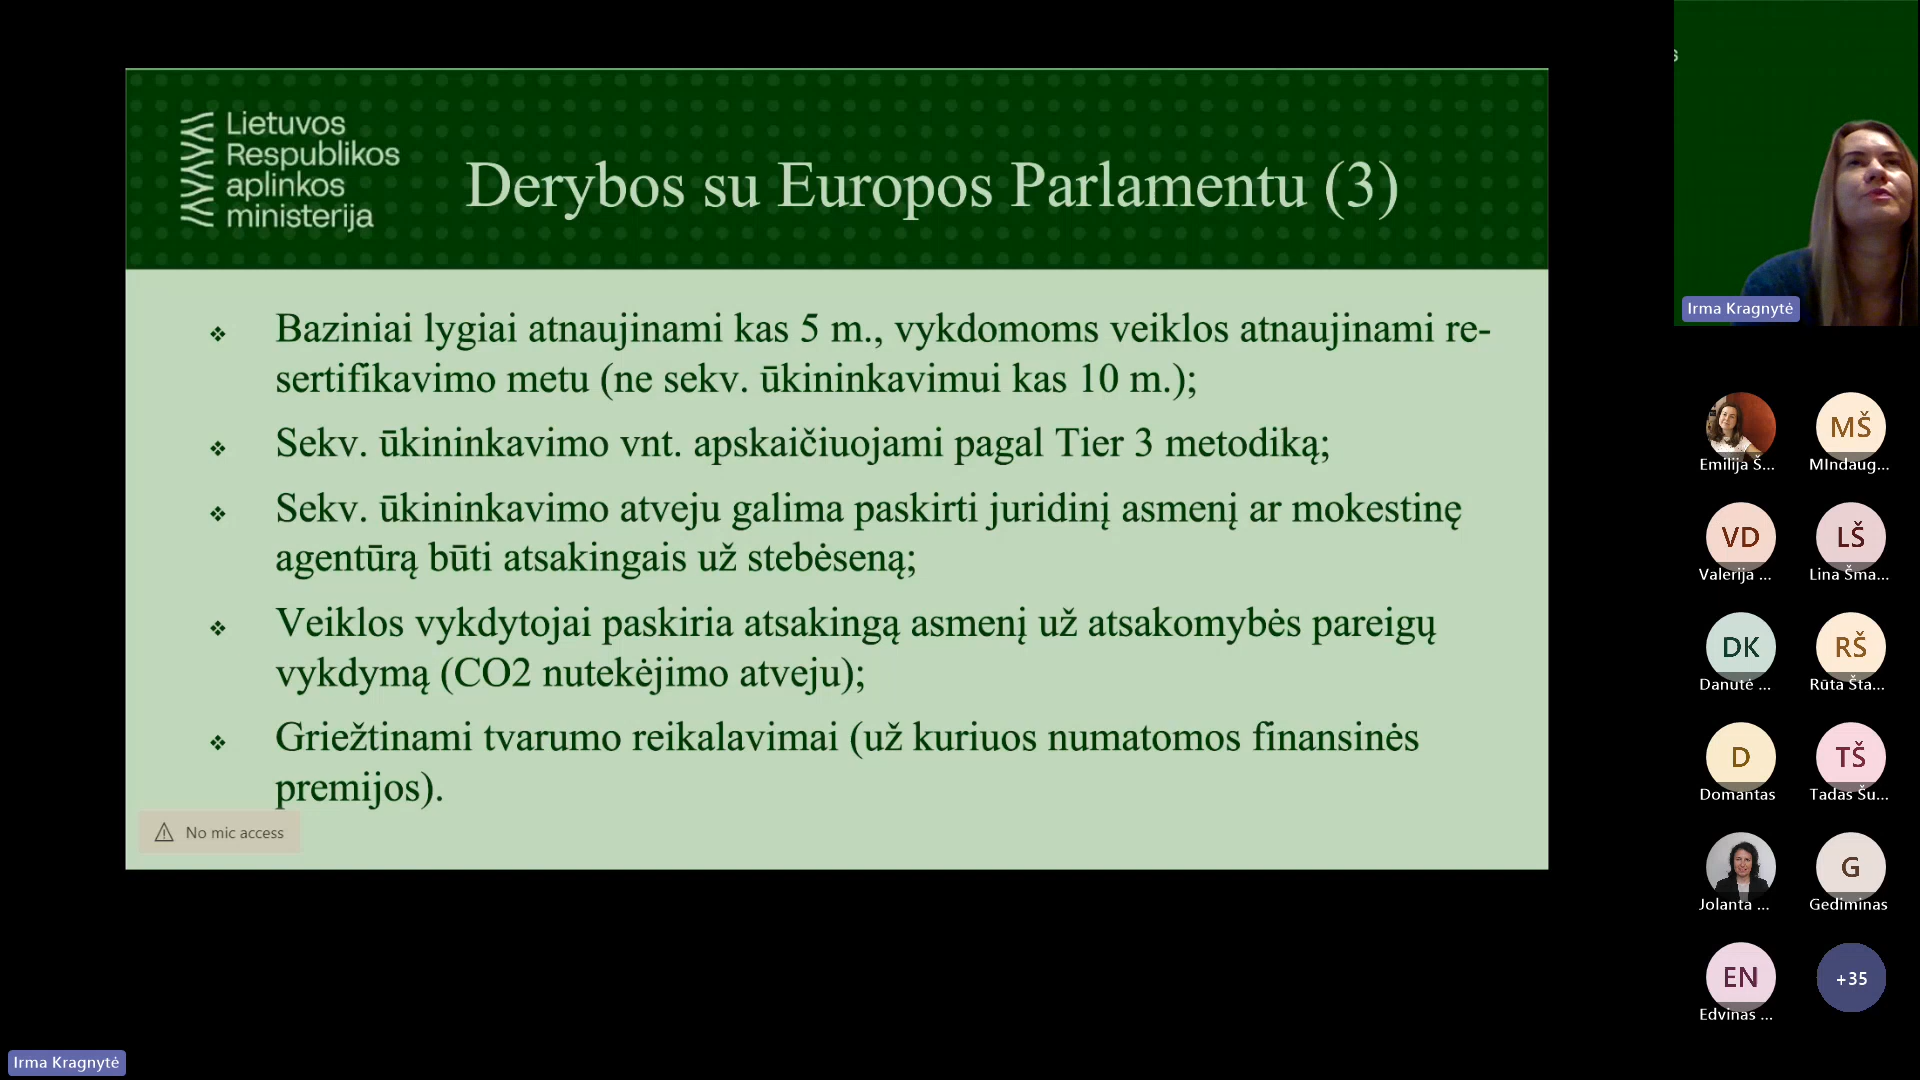 Lietuvos
Respublikos
aplinkos
ministerija
Derybos su Europos Parlamentu (3)
❖ Baziniai lygiai atnaujinami kas 5 m., vykdomoms veiklos atnaujinami re-
sertifikavimo metu (ne sekv. ūkininkavimui kas 10 m.);
❖ Sekv. ūkininkavimo vnt. apskaičiuojami pagal Tier 3 metodiką;
❖ Sekv. ūkininkavimo atveju galima paskirti juridinį asmenį ar mokestinę
agentūrą būti atsakingais už stebėseną;
❖ Veiklos vykdytojai paskiria atsakingą asmenį už atsakomybės pareigų
vykdymą (CO2 nutekėjimo atveju);
❖ Griežtinami tvarumo reikalavimai (už kuriuos numatomos finansinės
premijos).
No mic access
Irma Kragnytė
s
Irma Kragnytė
Emilija Š...
MŠ
MIndaug...
VD
Valerija ...
LŠ
Lina Šma...
DK
Danutė ...
RŠ
Rūta Šta...
D
Domantas
TŠ
Tadas Šu...
Jolanta ...
G
Gediminas
EN
Edvinas ...
+35